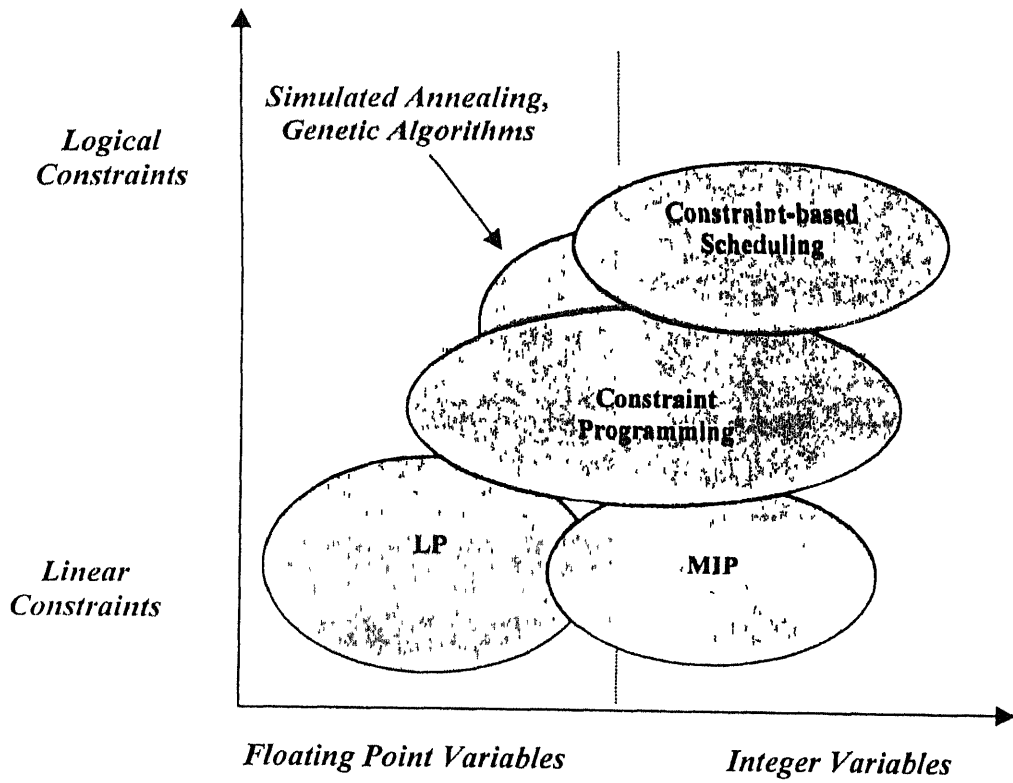 Simulated Annealing,
Genetic Algorithms
Logical
Constraints
Constraint-based
Scheduling
Constraint
Programming
LP
MIP
Linear
Constraints
Floating Point Variables
Integer Variables